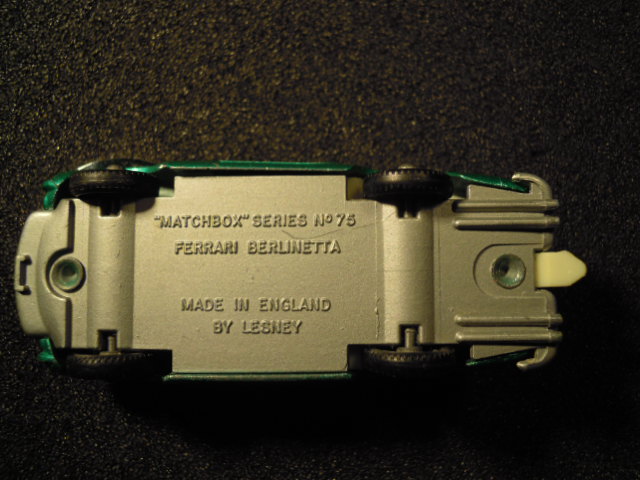 "MATCHBOX" SERIES Nº 75
FERRARI BERLINETTA
MADE IN ENGLAND
BY LESNEY